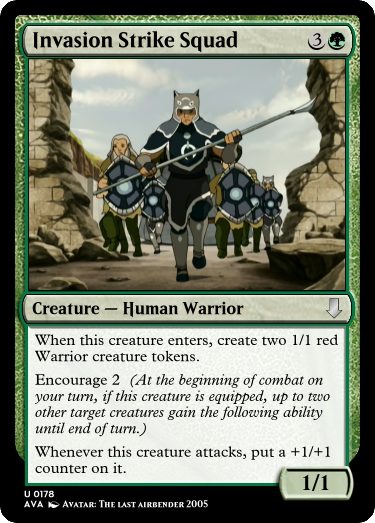 Invasion Strike Squad 3
Creature — Human Warrior
When this creature enters, create two 1/1 red
Warrior creature tokens.
Encourage 2 (At the beginning of combat on
your turn, if this creature is equipped, up to two
other target creatures gain the following ability
until end of turn.)
Whenever this creature attacks, put a +1/+1
counter on it.
1/1
U 0178
AVA Avatar: The last airbender 2005